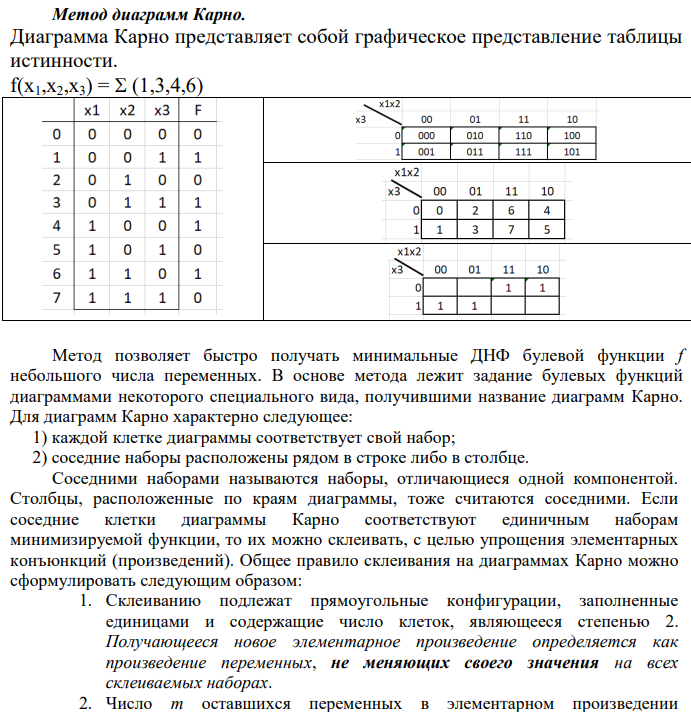 Метод диаграмм Карно.
Диаграмма Карно представляет собой графическое представление таблицы
истинности.
f(x1,x2,x3) = Σ (1,3,4,6)
x1 x2 x3 F
0 0 0 0 0
1 0 0 1 1
2 0 1 0 0
3 0 1 1 1
4 1 0 0 1
5 1 0 1 0
6 1 1 0 1
7 1 1 1 0
x1x2
x3 00 01 11 10
0 000 010 110 100
1 001 011 111 101
x1x2
x3 00 01 11 10
0 0 2 6 4
1 1 3 7 5
x1x2
x3 00 01 11 10
0 1 1
1 1 1
Метод позволяет быстро получать минимальные ДНФ булевой функции f
небольшого числа переменных. В основе метода лежит задание булевых функций
диаграммами некоторого специального вида, получившими название диаграмм Карно.
Для диаграмм Карно характерно следующее:
1) каждой клетке диаграммы соответствует свой набор;
2) соседние наборы расположены рядом в строке либо в столбце.
Соседними наборами называются наборы, отличающиеся одной компонентой.
Столбцы, расположенные по краям диаграммы, тоже считаются соседними. Если
соседние клетки диаграммы Карно соответствуют единичным наборам
минимизируемой функции, то их можно склеивать, с целью упрощения элементарных
конъюнкций (произведений). Общее правило склеивания на диаграммах Карно можно
сформулировать следующим образом:
1. Склеиванию подлежат прямоугольные конфигурации, заполненные
единицами и содержащие число клеток, являющееся степенью 2.
Получающееся новое элементарное произведение определяется как
произведение переменных, не меняющих своего значения на всех
склеиваемых наборах.
2. Число m оставшихся переменных в элементарном произведении